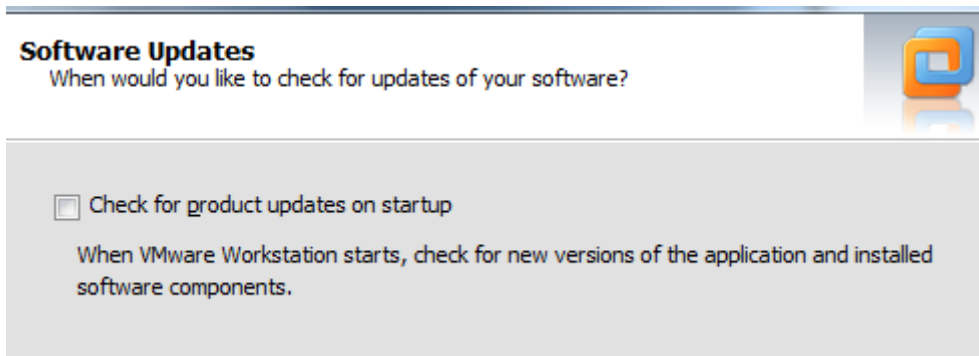 Software Updates
When would you like to check for updates of your software?
Check for product updates on startup
When VMware Workstation starts, check for new versions of the application and installed
software components.